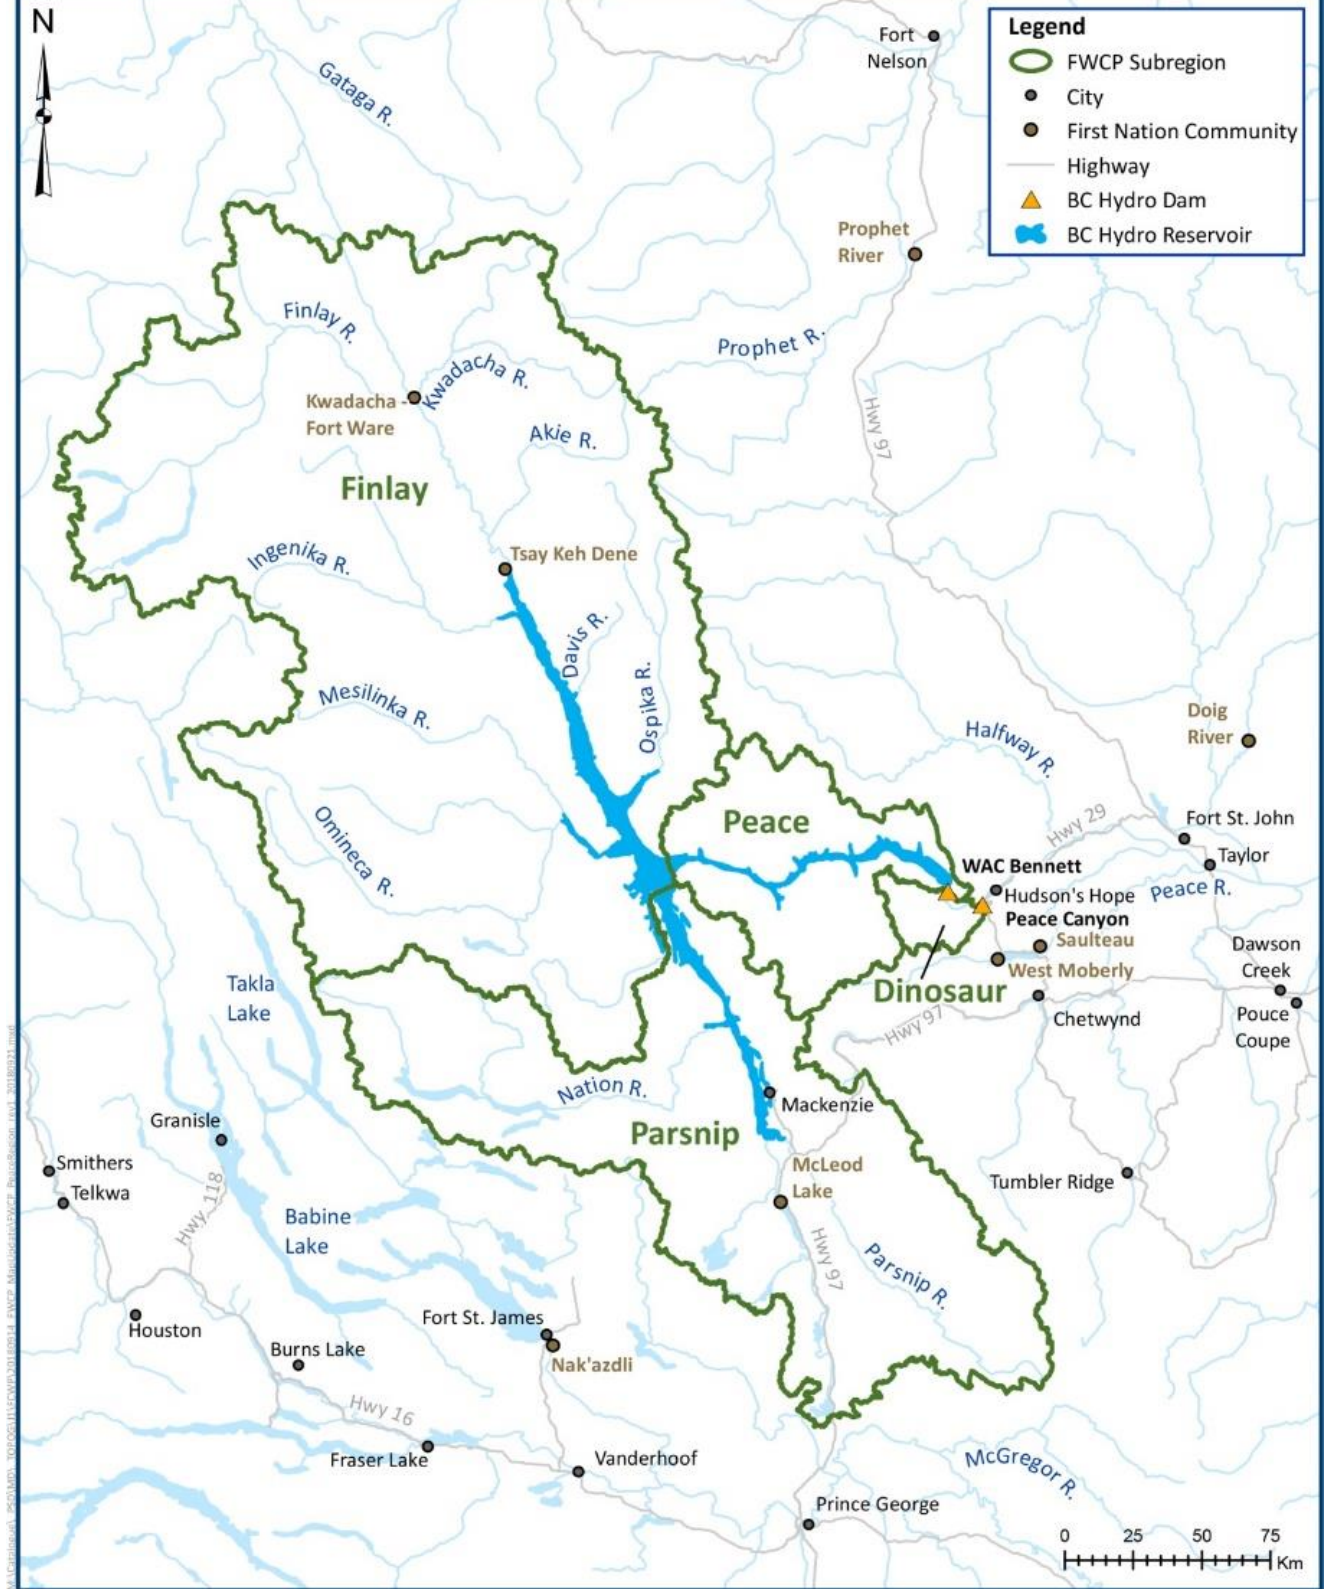 N
Legend
FWCP Subregion
City
First Nation Community
Highway
BC Hydro Dam
BC Hydro Reservoir
Fort
Nelson
Gataga R.
Prophet
River
Finlay R.
Prophet R.
Kwadacha R.
Kwadacha -
Fort Ware
Akie R.
Hwy 97
Finlay
Ingenika R.
Tsay Keh Dene
Davis R.
Ospika R.
Mesilinka R.
Halfway R.
Doig
River
Omineca R.
Peace
Hwy 29
Fort St. John
Taylor
WAC Bennett
Hudson's Hope
Peace R.
Peace Canyon
Saulteau
West Moberly
Dawson
Creek
Takla
Lake
Dinosaur
Chetwynd
Pouce
Coupe
Hwy 97
Nation R.
Mackenzie
Parsnip
Granisle
Smithers
Telkwa
McLeod
Lake
Tumbler Ridge
Hwy 118
Babine
Lake
Hwy 97
Parsnip R.
Houston
Fort St. James
Nak'azdli
Burns Lake
Hwy 16
Fraser Lake
Vanderhoof
McGregor R.
Prince George
0 25 50 75
Km